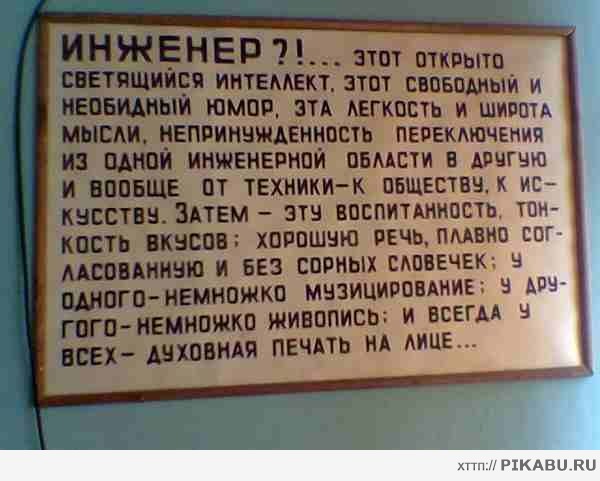 ИНЖЕНЕР ?!... ЭТОТ ОТКРЫТО
СВЕТЯЩИЙСЯ ИНТЕЛЛЕКТ, ЭТОТ СВОБОДНЫЙ И
НЕОБИДНЫЙ ЮМОР, ЭТА ЛЕГКОСТЬ И ШИРОТА
МЫСЛИ, НЕПРИНУЖДЕННОСТЬ ПЕРЕКЛЮЧЕНИЯ
ИЗ ОДНОЙ ИНЖЕНЕРНОЙ ОБЛАСТИ В ДРУГУЮ
И ВООБЩЕ ОТ ТЕХНИКИ-К ОБЩЕСТВУ, К ИС-
КУССТВУ. ЗАТЕМ - ЭТУ ВОСПИТАННОСТЬ, ТОН-
КОСТЬ ВКУСОВ; ХОРОШУЮ РЕЧЬ, ПЛАВНО СОГ-
ЛАСОВАННУЮ И БЕЗ СОРНЫХ СЛОВЕЧЕК; У
ОДНОГО-НЕМНОЖКО МУЗИЦИРОВАНИЕ; У ДРУ-
ГОГО-НЕМНОЖКО ЖИВОПИСЬ; И ВСЕГДА У
ВСЕХ- ДУХОВНАЯ ПЕЧАТЬ НА ЛИЦЕ...
ХТТП:// PIKABU.RU